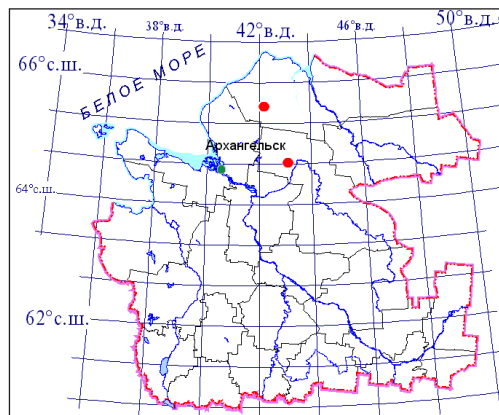 34°в.д.
38°в.д.
42°в.д.
46°в.д.
50°в.д.
66°с.ш.
БЕЛОЕ МОРЕ
Архангельск
64°с.ш.
62°с.ш.